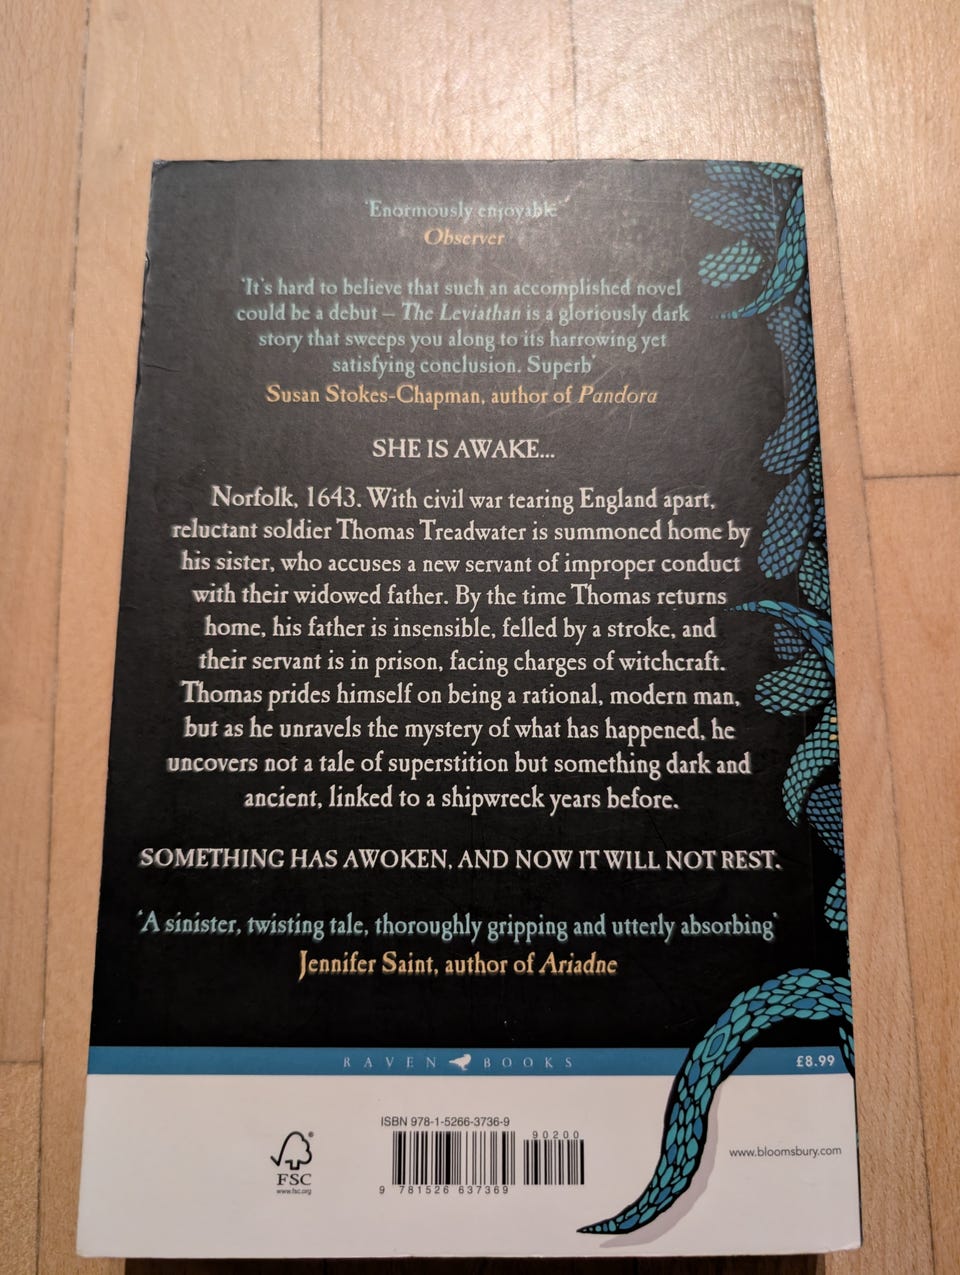 'Enormously enjoyable'
Observer
'It's hard to believe that such an accomplished novel
could be a debut – The Leviathan is a gloriously dark
story that sweeps you along to its harrowing yet
satisfying conclusion. Superb'
Susan Stokes-Chapman, author of Pandora
SHE IS AWAKE...
Norfolk, 1643. With civil war tearing England apart,
reluctant soldier Thomas Treadwater is summoned home by
his sister, who accuses a new servant of improper conduct
with their widowed father. By the time Thomas returns
home, his father is insensible, felled by a stroke, and
their servant is in prison, facing charges of witchcraft.
Thomas prides himself on being a rational, modern man,
but as he unravels the mystery of what has happened, he
uncovers not a tale of superstition but something dark and
ancient, linked to a shipwreck years before.
SOMETHING HAS AWOKEN, AND NOW IT WILL NOT REST.
'A sinister, twisting tale, thoroughly gripping and utterly absorbing'
Jennifer Saint, author of Ariadne
RAVEN BOOKS
£8.99
ISBN 978-1-5266-3736-9
90200
9 781526 637369
FSC
www.fsc.org
www.bloomsbury.com